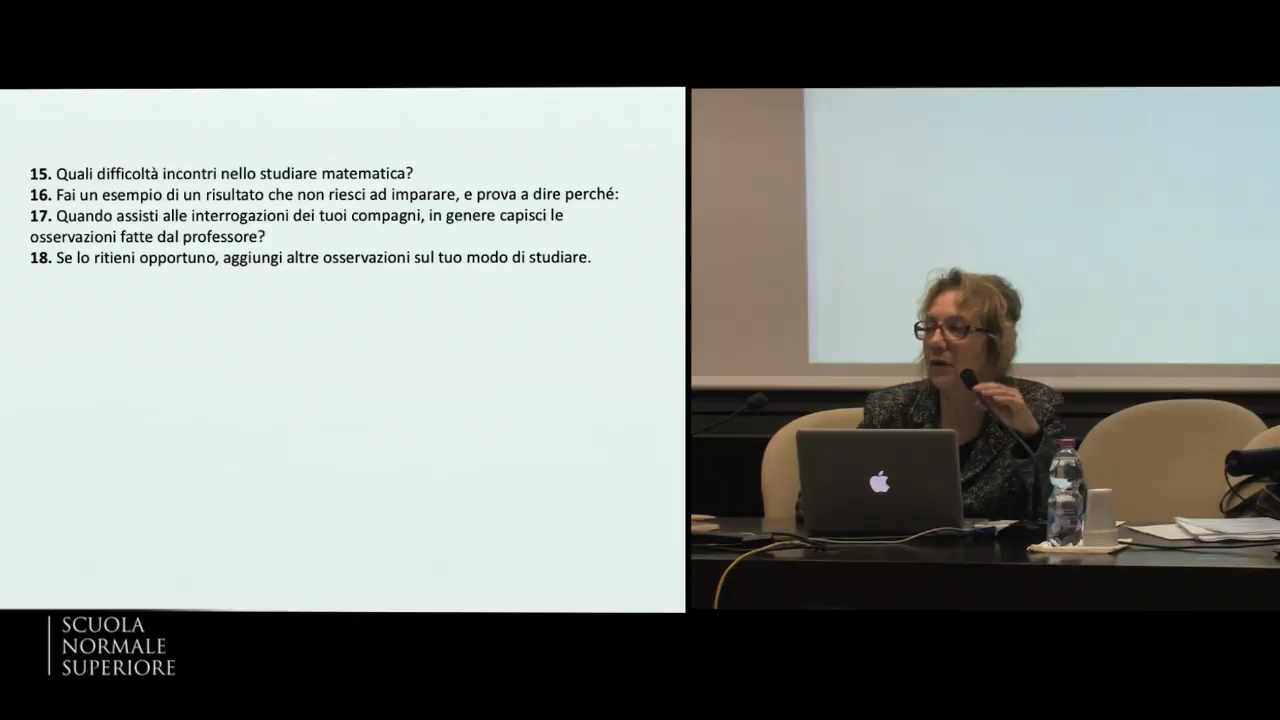 15. Quali difficoltà incontri nello studiare matematica?
16. Fai un esempio di un risultato che non riesci ad imparare, e prova a dire perché:
17. Quando assisti alle interrogazioni dei tuoi compagni, in genere capisci le
osservazioni fatte dal professore?
18. Se lo ritieni opportuno, aggiungi altre osservazioni sul tuo modo di studiare.
SCUOLA
NORMALE
SUPERIORE